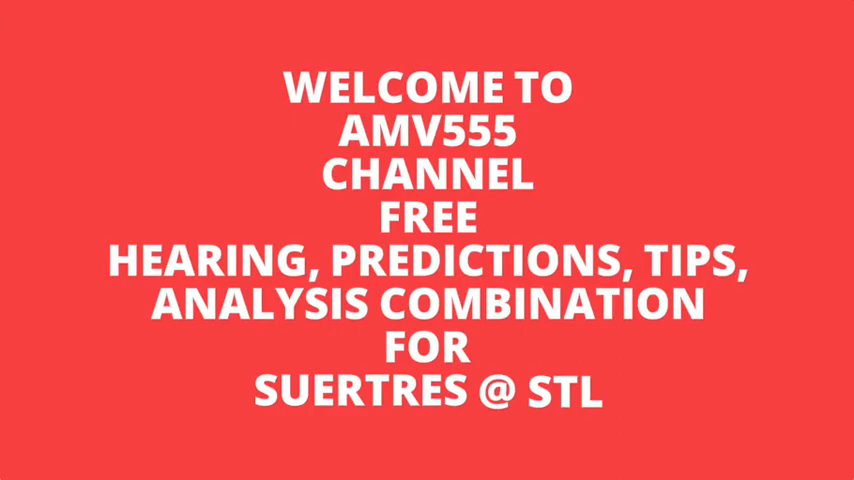 WELCOME TO
AMV555
CHANNEL
FREE
HEARING, PREDICTIONS, TIPS,
ANALYSIS COMBINATION
FOR
SUERTRES @ STL